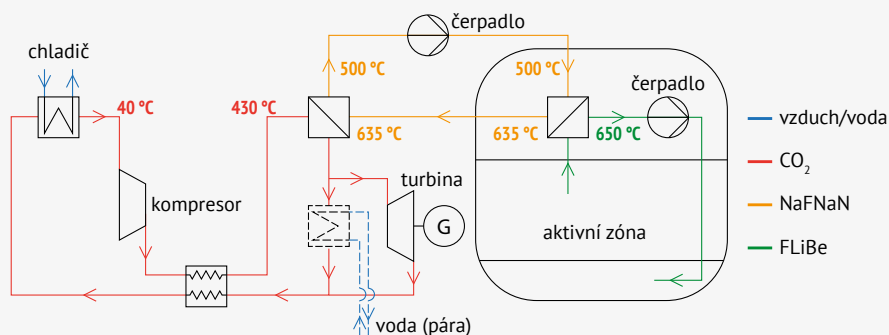 čerpadlo
chladič
500 °C
500 °C
čerpadlo
40 °C
430 °C
635 °C
635 °C
650 °C
vzduch/voda
CO₂
NaFNaN
FLiBe
turbina
kompresor
G
aktivní zóna
voda (pára)